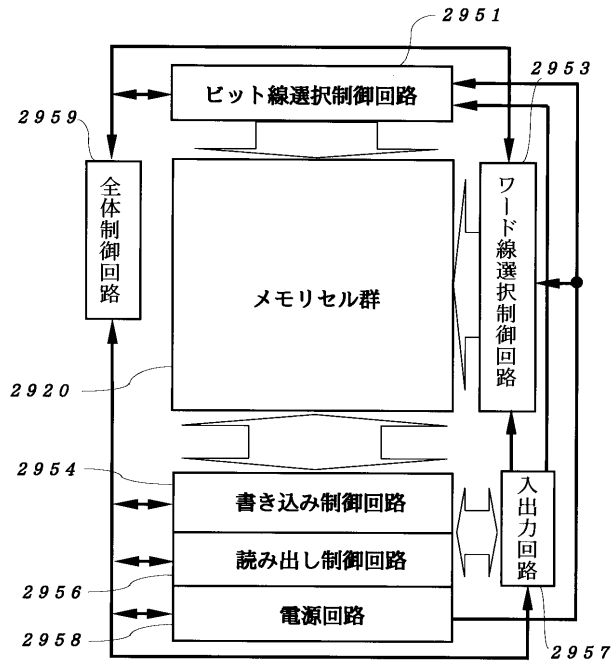 2951
ビット線選択制御回路
2953
2959
全体制御回路
ワード線選択制御回路
メモリセル群
2920
2954
書き込み制御回路
入出力回路
読み出し制御回路
2956
電源回路
2958
2957